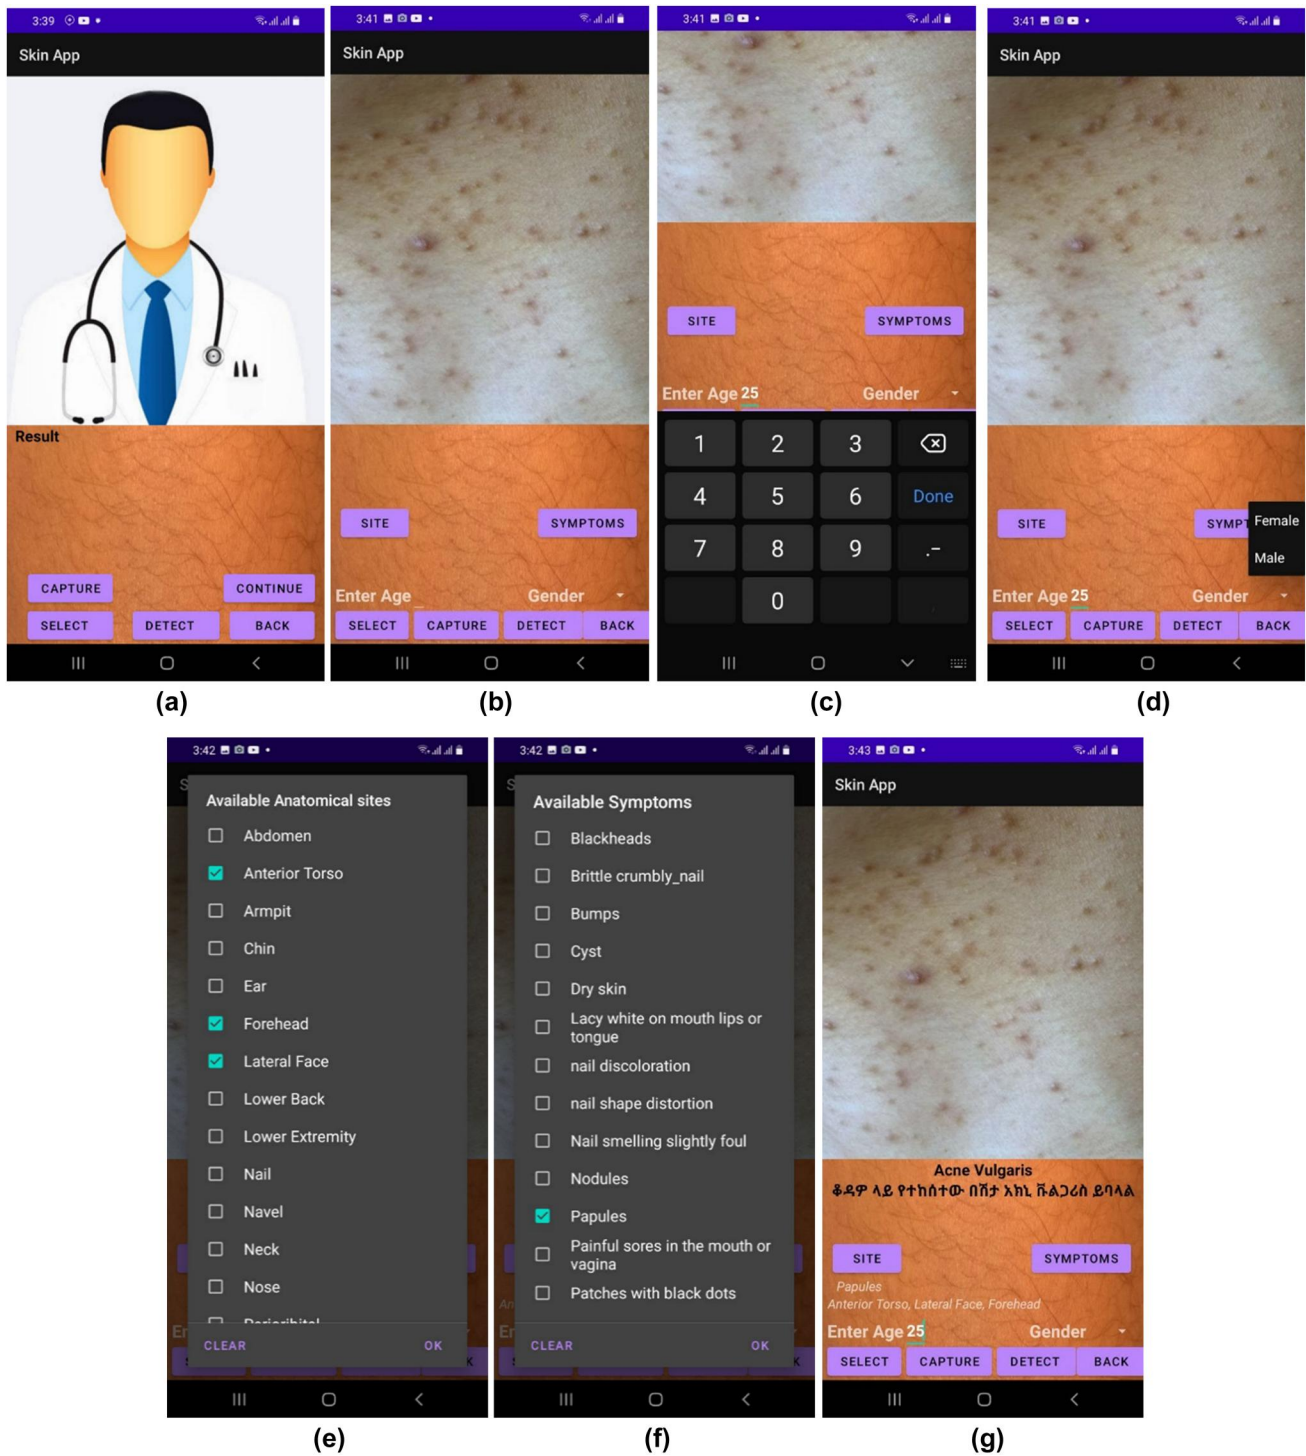 3:39
Skin App
Result
CAPTURE
CONTINUE
SELECT
DETECT
BACK
(a)
3:41
Skin App
SITE
SYMPTOMS
Enter Age
Gender
SELECT
CAPTURE
DETECT
BACK
(b)
3:41
SITE
SYMPTOMS
Enter Age 25
Gender
1 2 3
4 5 6 Done
7 8 9 .-
0
(c)
3:41
Skin App
SITE
SYMPT
Female
Male
Enter Age 25
Gender
SELECT
CAPTURE
DETECT
BACK
(d)
3:42
S
Available Anatomical sites
Abdomen
Anterior Torso
Armpit
Chin
Ear
Forehead
Lateral Face
Lower Back
Lower Extremity
Nail
Navel
Neck
Nose
Er
CLEAR
OK
K
(e)
3:42
S
Available Symptoms
Blackheads
Brittle crumbly_nail
Bumps
Cyst
Dry skin
Lacy white on mouth lips or
tongue
nail discoloration
nail shape distortion
Nail smelling slightly foul
Nodules
Papules
Painful sores in the mouth or
vagina
Patches with black dots
An
Er
CLEAR
OK
K
(f)
3:43
Skin App
Acne Vulgaris
ቆዳዎ ላይ የተከሰተው በሽታ አክኒ ቩልጋሪስ ይባላል
SITE
SYMPTOMS
Papules
Anterior Torso, Lateral Face, Forehead
Enter Age 25
Gender
SELECT
CAPTURE
DETECT
BACK
(g)